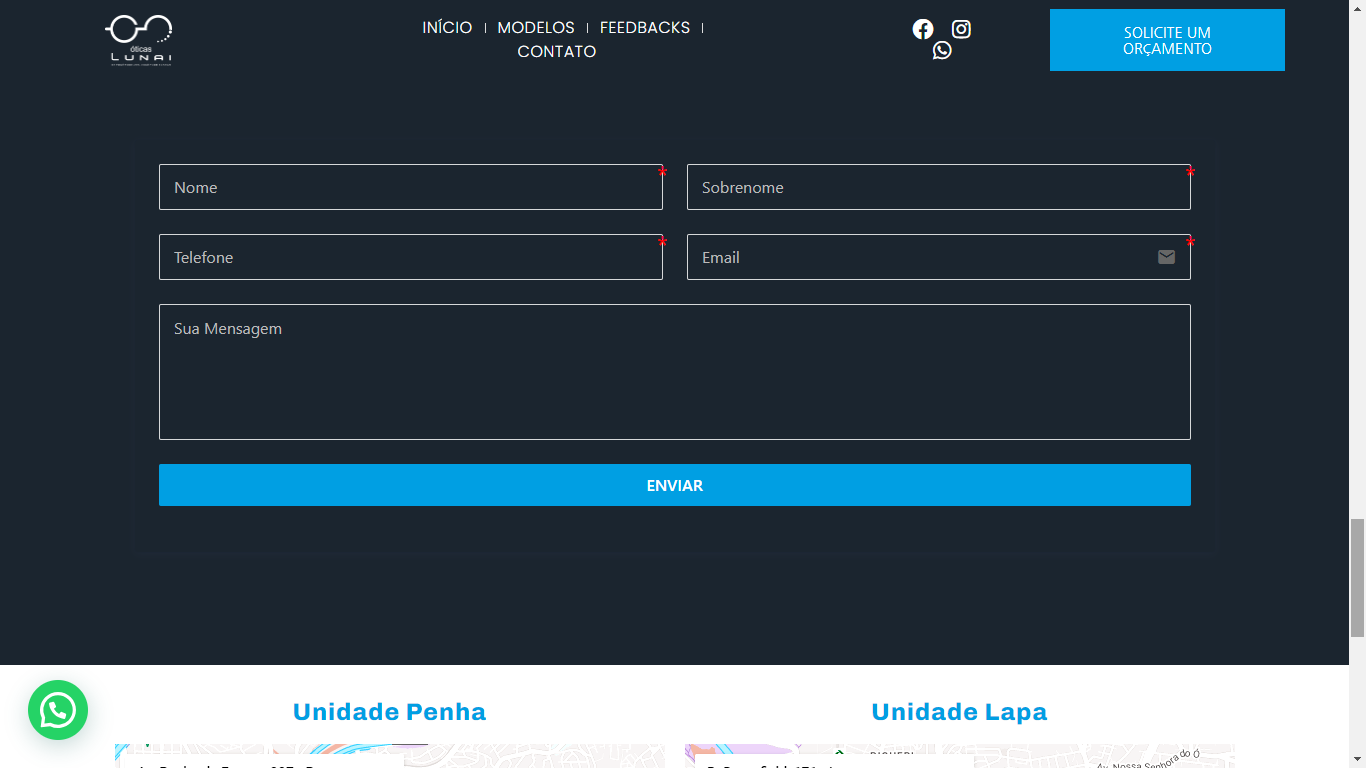 óticas
LUNAI
INÍCIO
MODELOS
FEEDBACKS
CONTATO
SOLICITE UM
ORÇAMENTO
Nome *
Sobrenome *
Telefone *
Email *
Sua Mensagem
ENVIAR
Unidade Penha
Unidade Lapa
PIQUERI
Av. Nossa Senhora do Ó